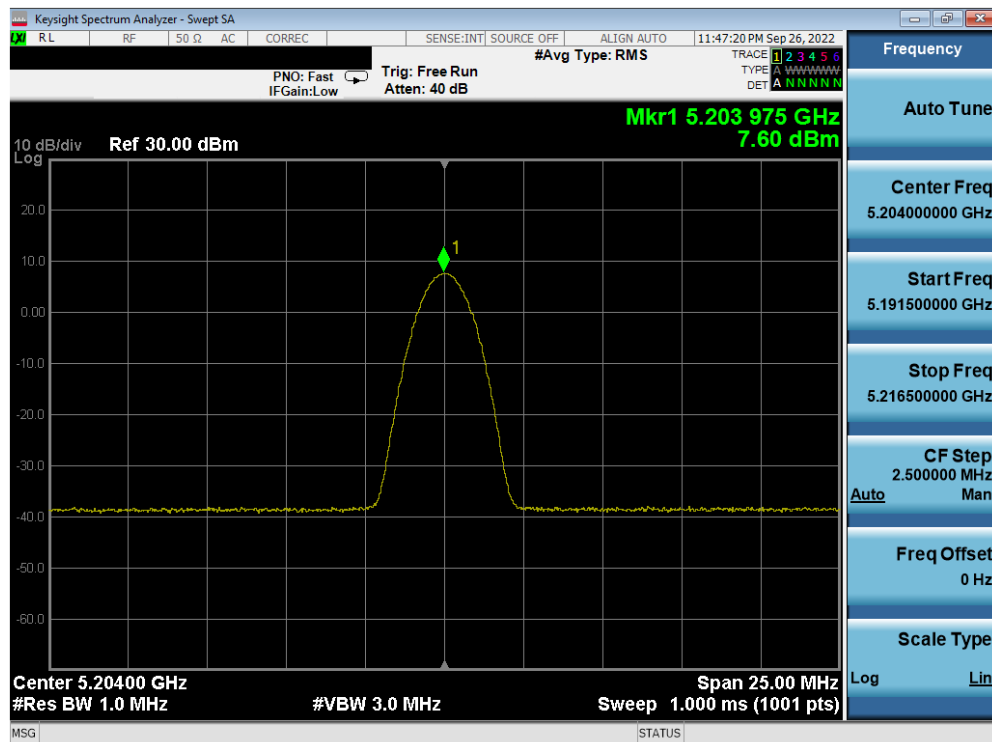 Keysight Spectrum Analyzer - Swept SA
LXI RL RF 50 Ω AC CORREC SENSE:INT SOURCE OFF ALIGN AUTO 11:47:20 PM Sep 26, 2022
#Avg Type: RMS
TRACE 1 2 3 4 5 6
TYPE A WWWWW
DET A N N N N N
PNO: Fast
IFGain:Low
Trig: Free Run
Atten: 40 dB
Mkr1 5.203 975 GHz
7.60 dBm
10 dB/div
Log
Ref 30.00 dBm
20.0
10.0
0.00
-10.0
-20.0
-30.0
-40.0
-50.0
-60.0
1
Center 5.20400 GHz
Span 25.00 MHz
#Res BW 1.0 MHz
#VBW 3.0 MHz
Sweep 1.000 ms (1001 pts)
MSG
STATUS
Frequency
Auto Tune
Center Freq
5.204000000 GHz
Start Freq
5.191500000 GHz
Stop Freq
5.216500000 GHz
CF Step
2.500000 MHz
Auto Man
Freq Offset
0 Hz
Scale Type
Log Lin